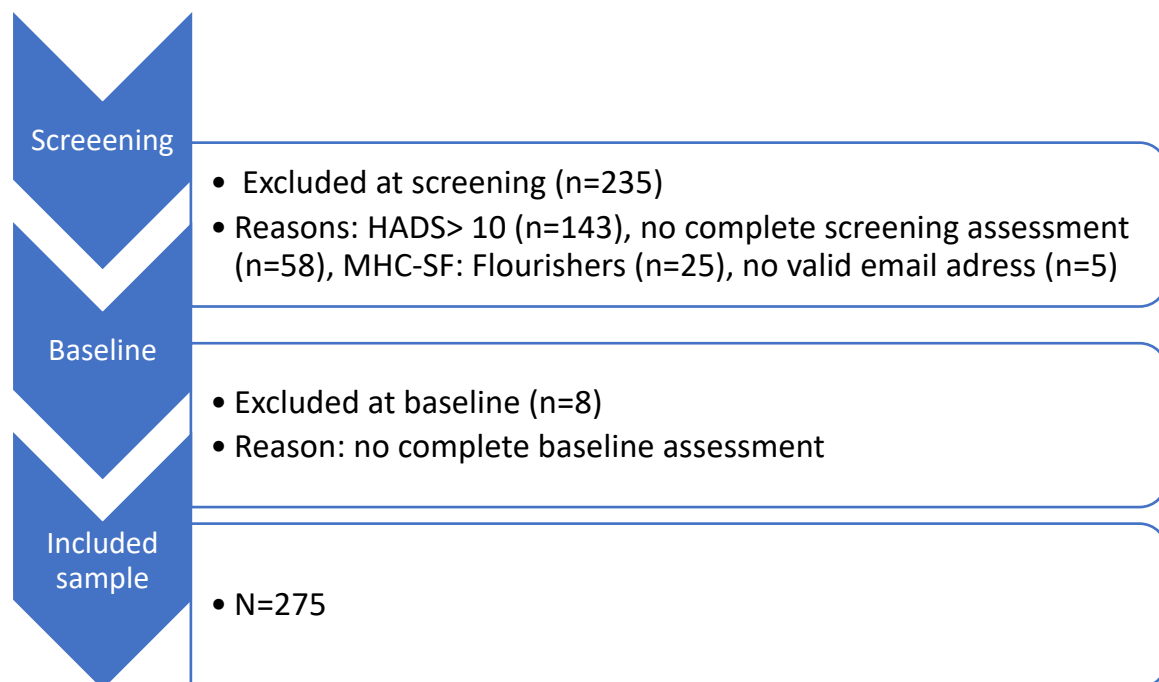 Screeening
• Excluded at screening (n=235)
• Reasons: HADS> 10 (n=143), no complete screening assessment
(n=58), MHC-SF: Flourishers (n=25), no valid email adress (n=5)
Baseline
• Excluded at baseline (n=8)
• Reason: no complete baseline assessment
Included
sample
• N=275